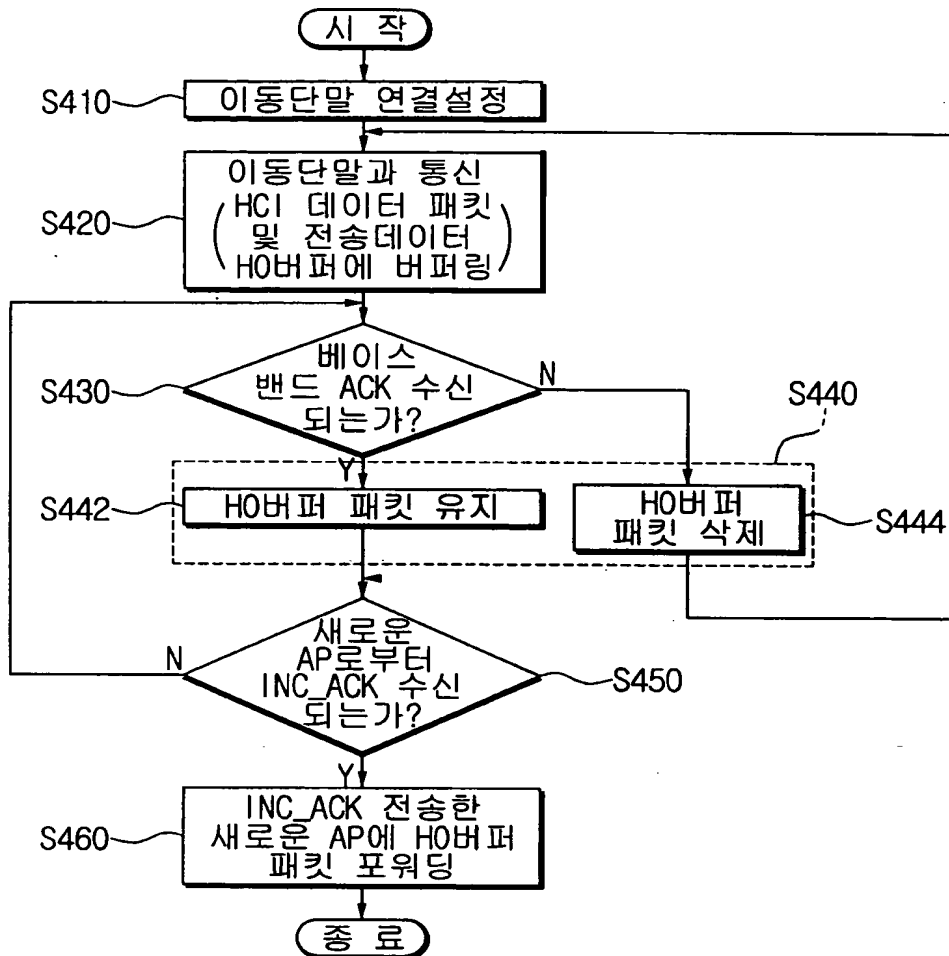 시 작
S410
이동단말 연결설정
S420
이동단말과 통신
(HCI 데이터 패킷
및 전송데이터
HO버퍼에 버퍼링)
S430
베이스
밴드 ACK 수신
되는가?
N
Y
S440
S442
HO버퍼 패킷 유지
HO버퍼
패킷 삭제
S444
새로운
AP로부터
INC_ACK 수신
되는가?
N
S450
Y
S460
INC_ACK 전송한
새로운 AP에 HO버퍼
패킷 포워딩
종 료